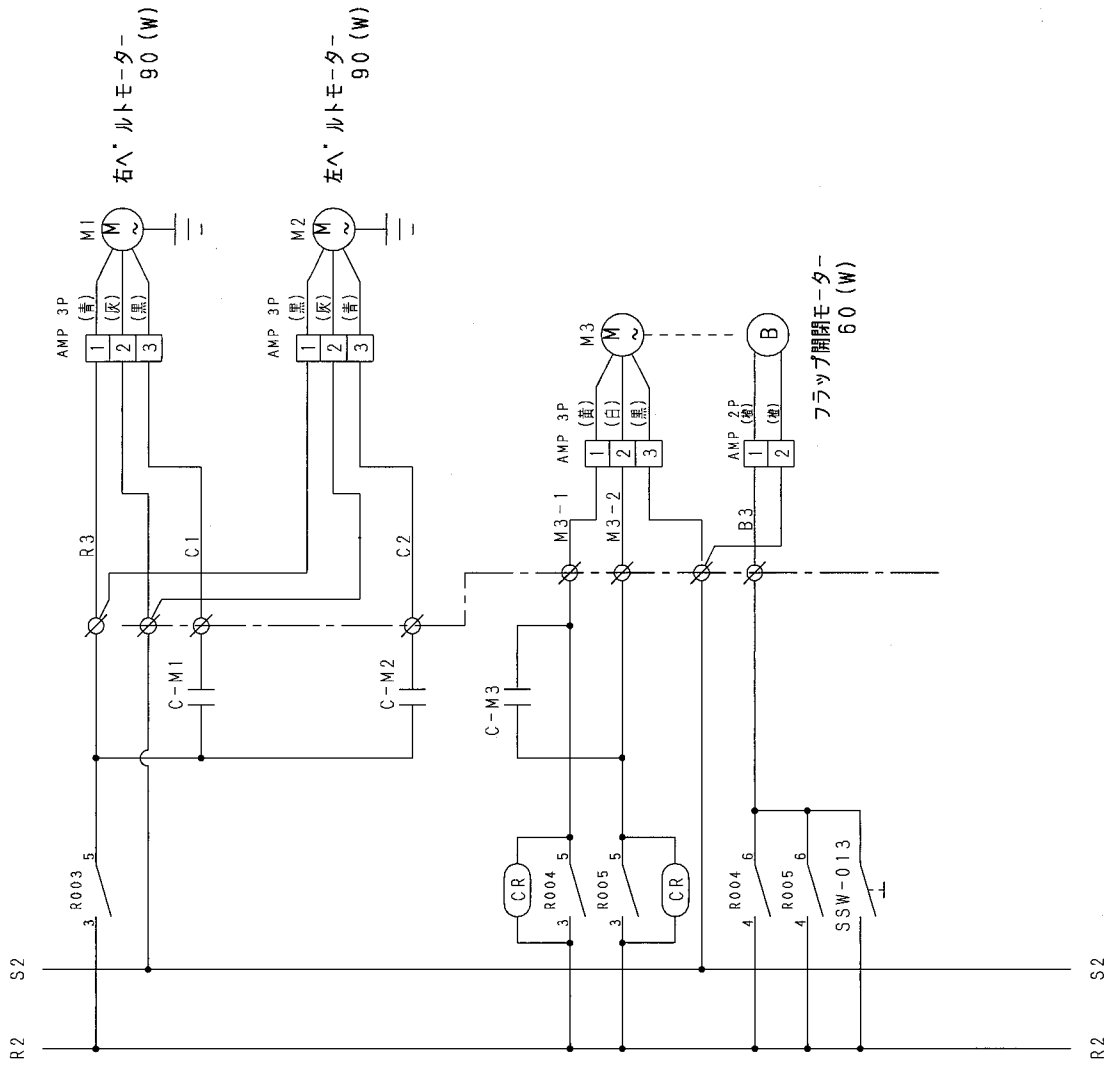 R2
S2
R003
3
5
R3
AMP 3P
1
2
3
(青)
(灰)
(黒)
M1
M
~
右ベルトモーター
90(W)
C-M1
C1
AMP 3P
1
2
3
(黒)
(灰)
(青)
M2
M
~
左ベルトモーター
90(W)
C-M2
C2
C-M3
CR
R004
3
5
M3-1
AMP 3P
1
2
3
(黄)
(白)
(黒)
M3
M
~
R005
3
5
M3-2
CR
R004
4
6
B3
AMP 2P
1
2
(橙)
(橙)
B
フラップ開閉モーター
60(W)
R005
4
6
SSW-013
R2
S2